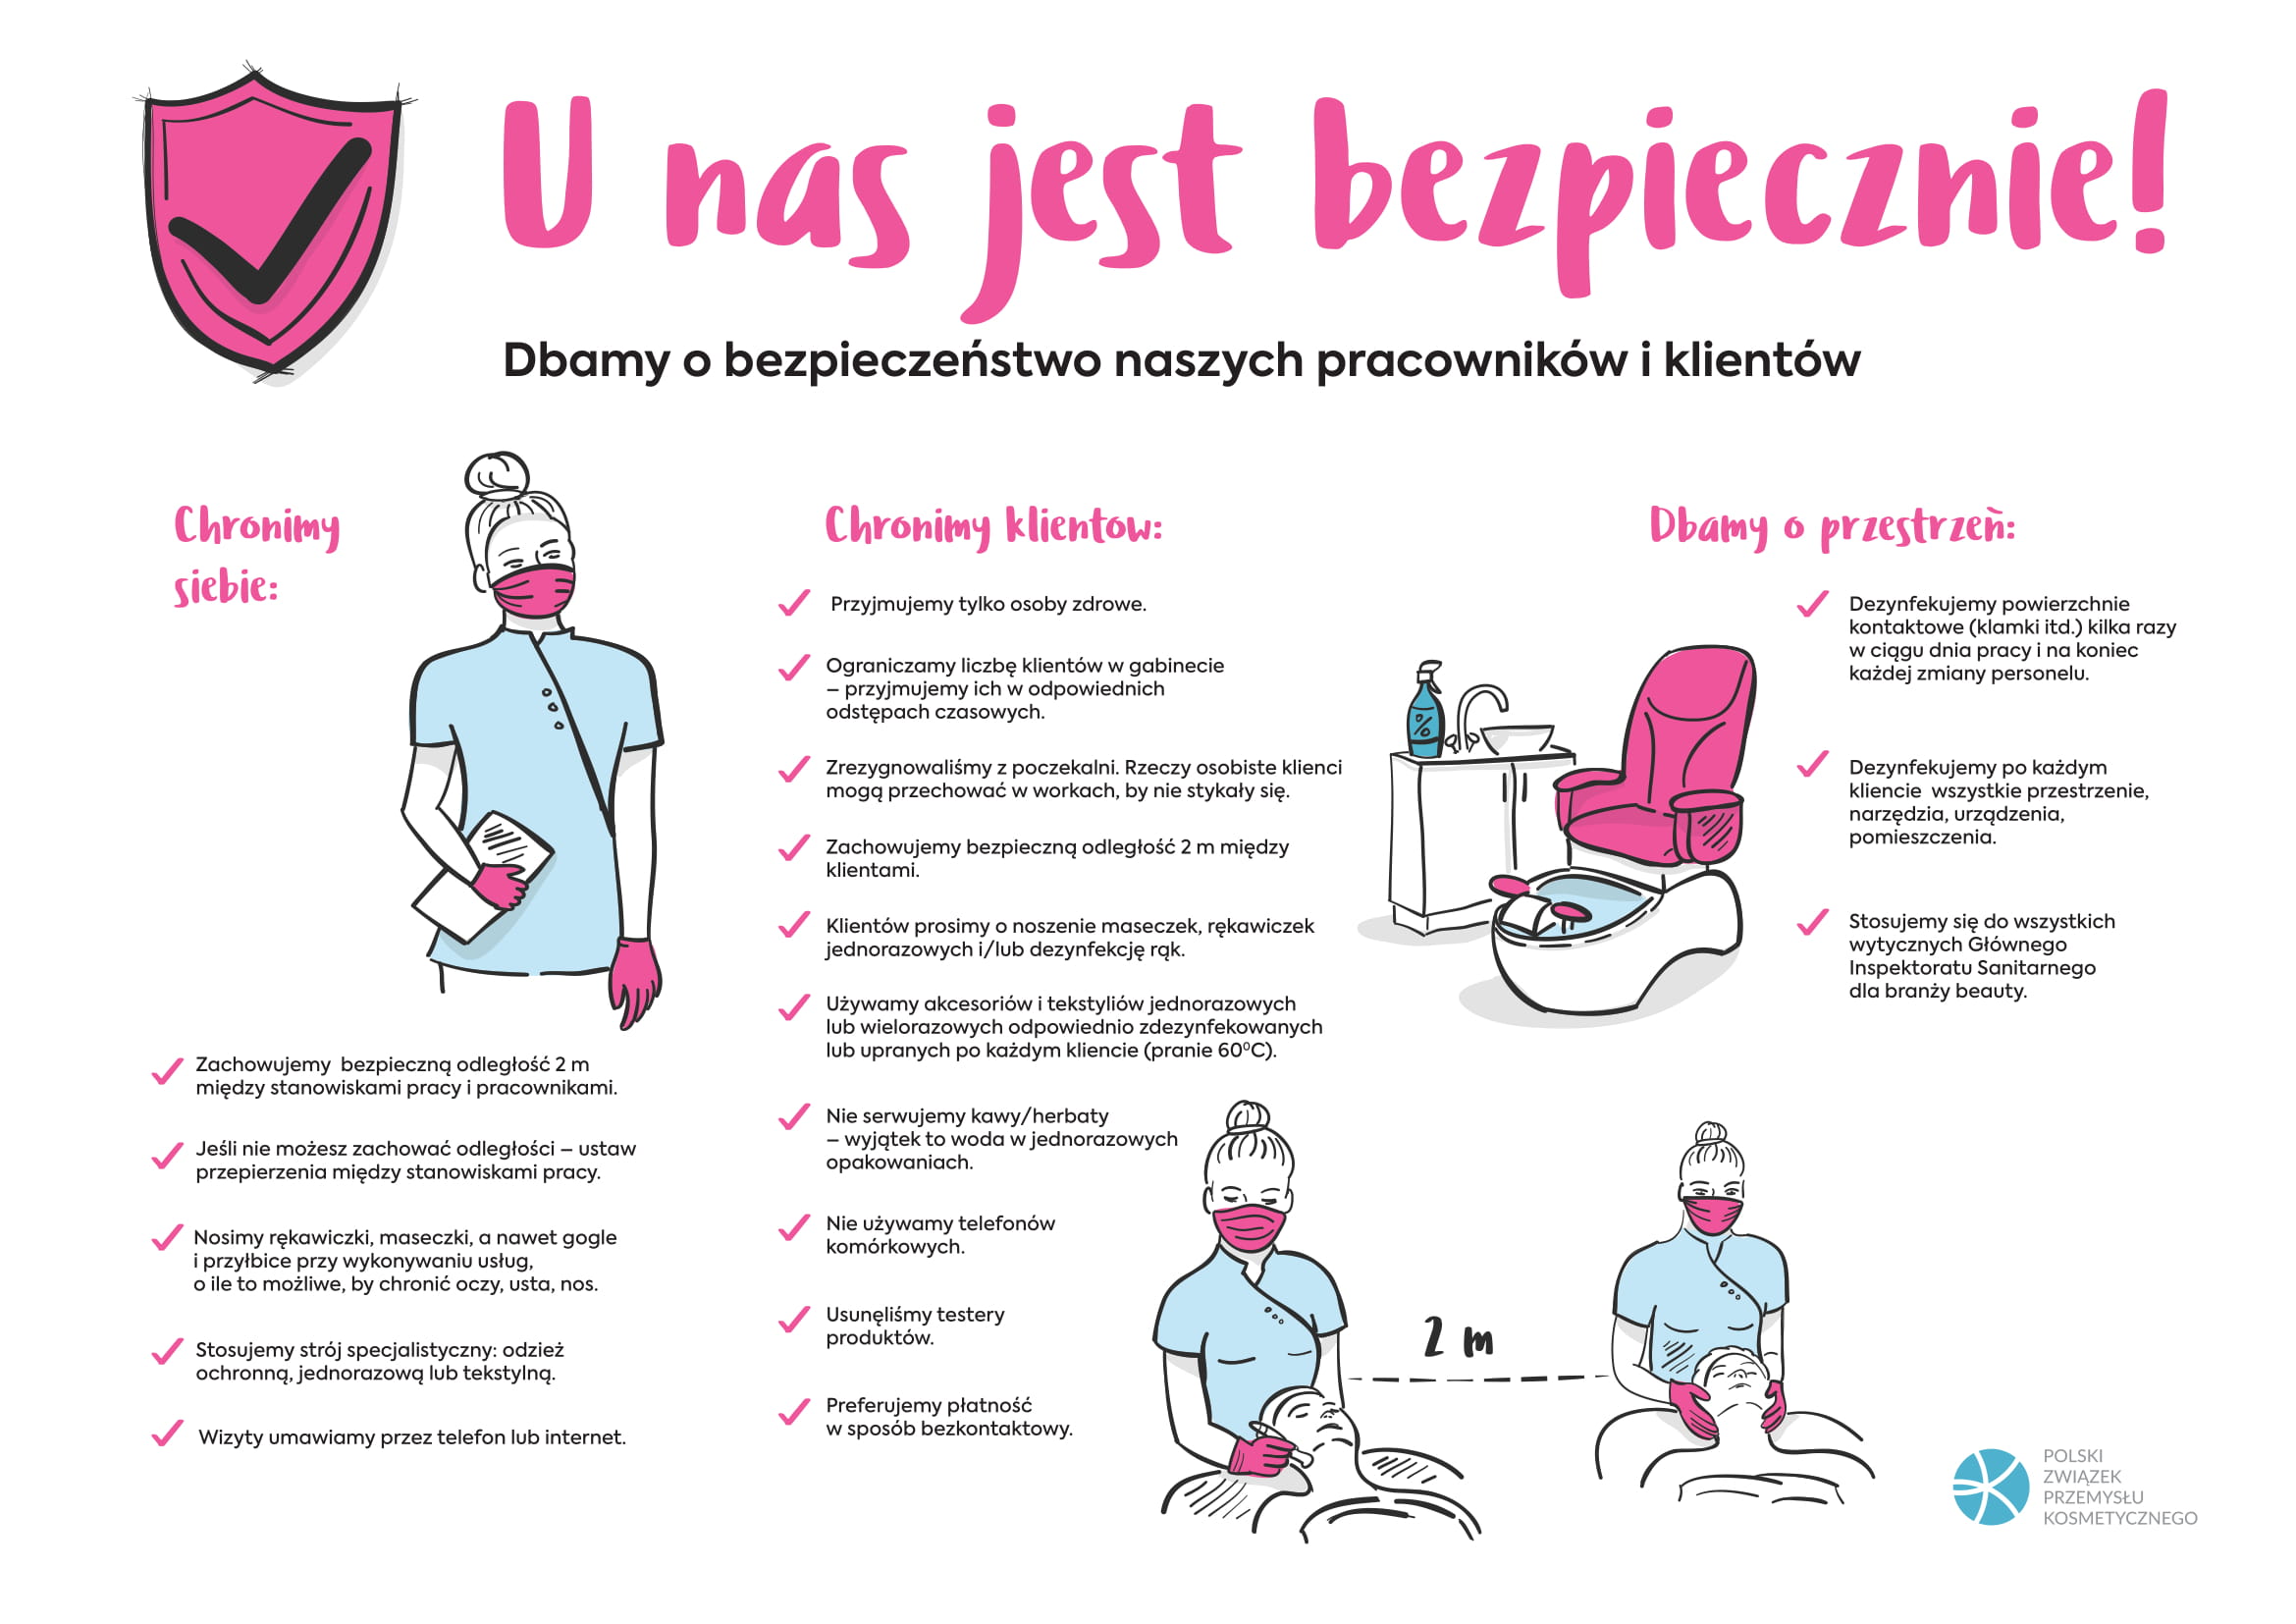 U nas jest bezpiecznie!
Dbamy o bezpieczeństwo naszych pracowników i klientów
Chronimy
siebie:
Zachowujemy bezpieczną odległość 2 m
między stanowiskami pracy i pracownikami.
Jeśli nie możesz zachować odległości – ustaw
przepierzenia między stanowiskami pracy.
Nosimy rękawiczki, maseczki, a nawet gogle
i przyłbice przy wykonywaniu usług,
o ile to możliwe, by chronić oczy, usta, nos.
Stosujemy strój specjalistyczny: odzież
ochronną, jednorazową lub tekstylną.
Wizyty umawiamy przez telefon lub internet.
Chronimy klientow:
Przyjmujemy tylko osoby zdrowe.
Ograniczamy liczbę klientów w gabinecie
– przyjmujemy ich w odpowiednich
odstępach czasowych.
Zrezygnowaliśmy z poczekalni. Rzeczy osobiste klienci
mogą przechować w workach, by nie stykały się.
Zachowujemy bezpieczną odległość 2 m między
klientami.
Klientów prosimy o noszenie maseczek, rękawiczek
jednorazowych i/lub dezynfekcję rąk.
Używamy akcesoriów i tekstyliów jednorazowych
lub wielorazowych odpowiednio zdezynfekowanych
lub upranych po każdym kliencie (pranie 60⁰C).
Nie serwujemy kawy/herbaty
– wyjątek to woda w jednorazowych
opakowaniach.
Nie używamy telefonów
komórkowych.
Usunęliśmy testery
produktów.
Preferujemy płatność
w sposób bezkontaktowy.
2 m
Dbamy o przestrzeǹ:
Dezynfekujemy powierzchnie
kontaktowe (klamki itd.) kilka razy
w ciągu dnia pracy i na koniec
każdej zmiany personelu.
Dezynfekujemy po każdym
kliencie wszystkie przestrzenie,
narzędzia, urządzenia,
pomieszczenia.
Stosujemy się do wszystkich
wytycznych Głównego
Inspektoratu Sanitarnego
dla branży beauty.
POLSKI
ZWIĄZEK
PRZEMYSŁU
KOSMETYCZNEGO